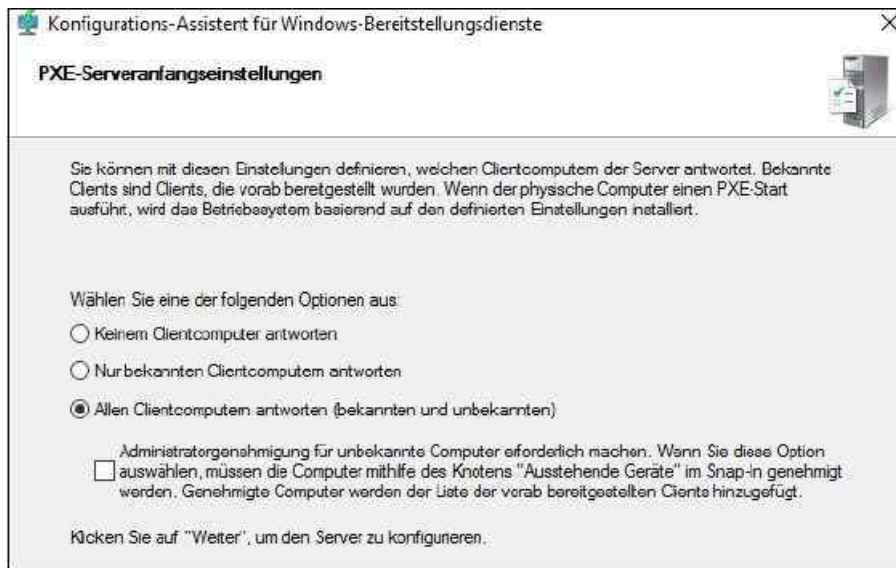 Konfigurations-Assistent für Windows-Bereitstellungsdienste
PXE-Serveranfangseinstellungen
Sie können mit diesen Einstellungen definieren, welchen Clientcomputern der Server antwortet. Bekannte
Clients sind Clients, die vorab beretgestellt wurden. Wenn der physische Computer einen PXE-Start
ausführt, wird das Betriebssystem basierend auf den definierten Einstellungen installiert.
Wählen Sie eine der folgenden Optionen aus:
Keinem Clientcomputer antworten
Nur bekannten Clientcomputern antworten
Allen Clientcomputern antworten (bekannten und unbekannten)
Administratorgenehmigung für unbekannte Computer erforderlich machen. Wenn Sie diese Option
auswählen, müssen die Computer mithilfe des Knotens "Ausstehende Geräte" im Snap-in genehmigt
werden. Genehmigte Computer werden der Liste der vorab bereitgestellten Clients hinzugefügt.
Klicken Sie auf "Weiter", um den Server zu konfigurieren.